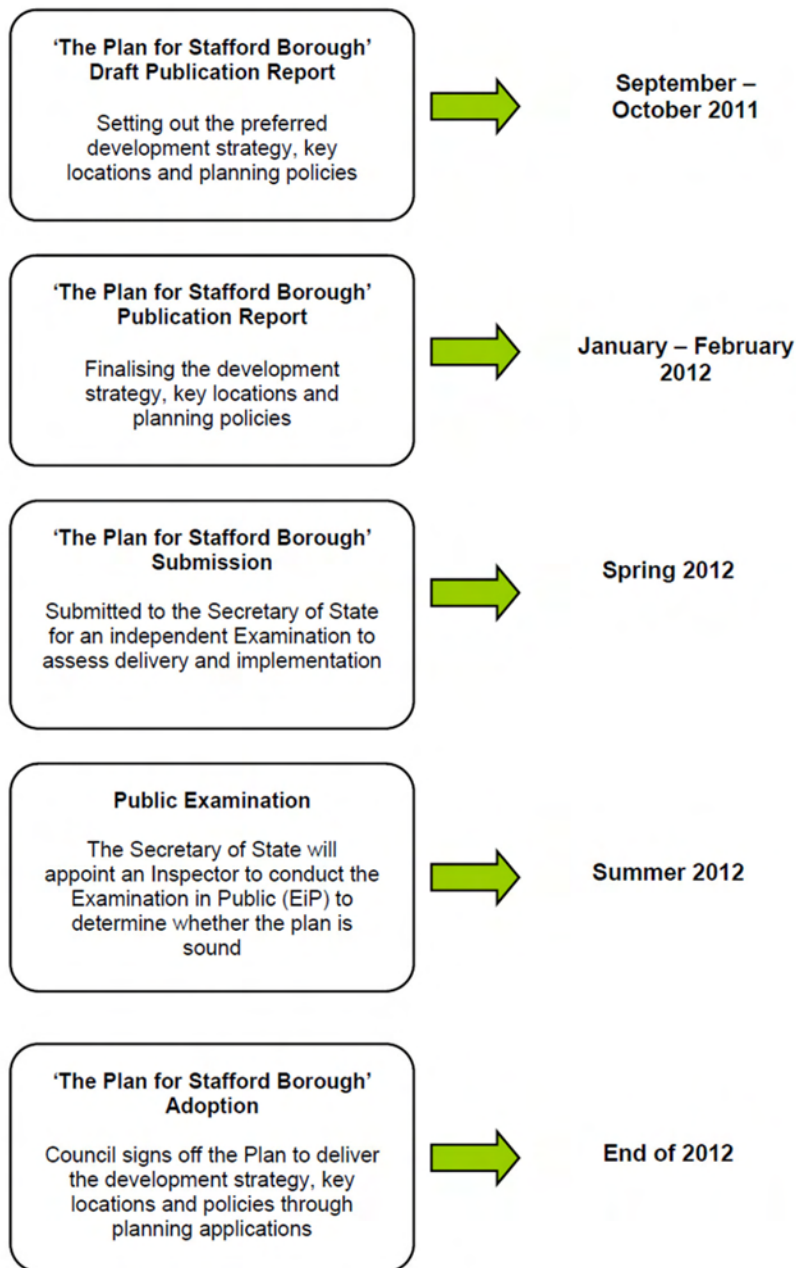 ‘The Plan for Stafford Borough’
Draft Publication Report
Setting out the preferred
development strategy, key
locations and planning policies
September –
October 2011
‘The Plan for Stafford Borough’
Publication Report
Finalising the development
strategy, key locations and
planning policies
January – February
2012
‘The Plan for Stafford Borough’
Submission
Submitted to the Secretary of State
for an independent Examination to
assess delivery and implementation
Spring 2012
Public Examination
The Secretary of State will
appoint an Inspector to conduct the
Examination in Public (EiP) to
determine whether the plan is
sound
Summer 2012
‘The Plan for Stafford Borough’
Adoption
Council signs off the Plan to deliver
the development strategy, key
locations and policies through
planning applications
End of 2012